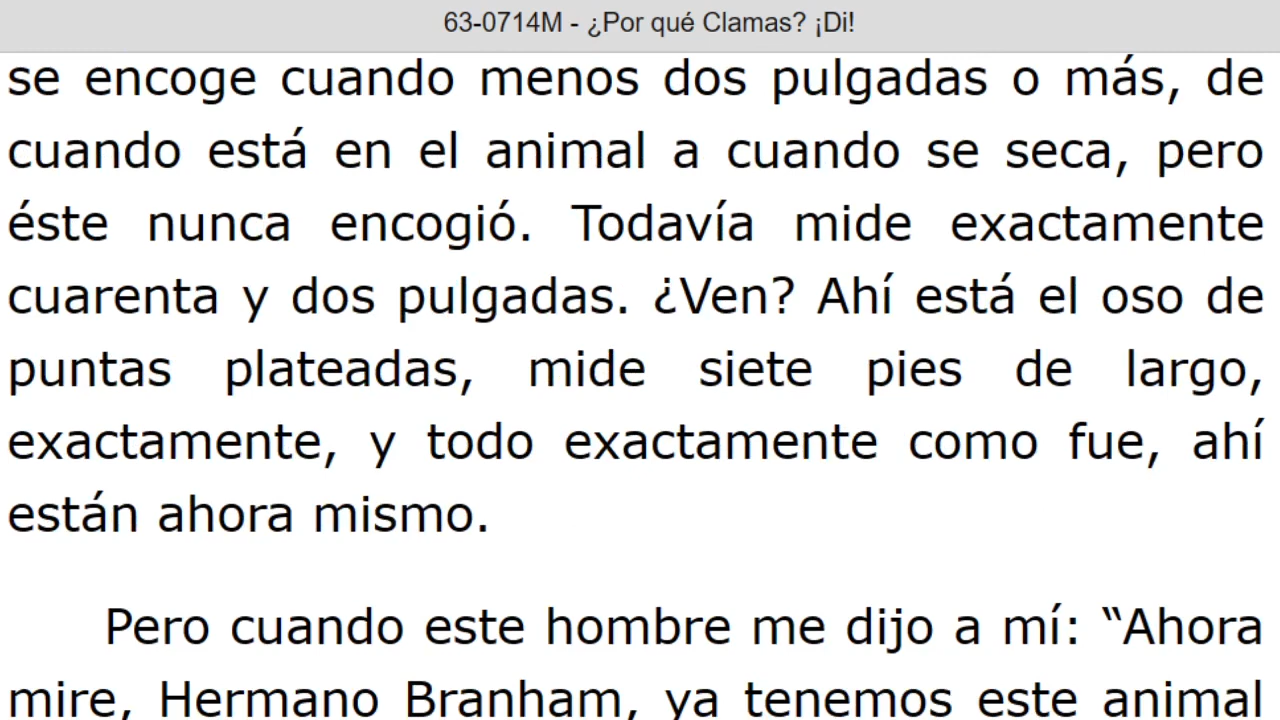 63-0714M - ¿Por qué Clamas? ¡Di!
se encoge cuando menos dos pulgadas o más, de
cuando está en el animal a cuando se seca, pero
éste nunca encogió. Todavía mide exactamente
cuarenta y dos pulgadas. ¿Ven? Ahí está el oso de
puntas plateadas, mide siete pies de largo,
exactamente, y todo exactamente como fue, ahí
están ahora mismo.
Pero cuando este hombre me dijo a mí: “Ahora
mire, Hermano Branham, ya tenemos este animal